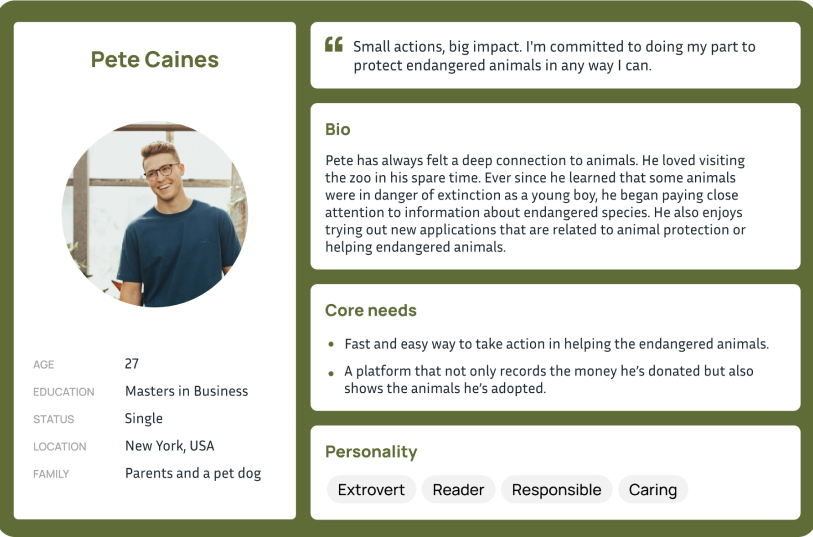 Pete Caines
AGE 27
EDUCATION Masters in Business
STATUS Single
LOCATION New York, USA
FAMILY Parents and a pet dog
❝ Small actions, big impact. I'm committed to doing my part to
protect endangered animals in any way I can.
Bio
Pete has always felt a deep connection to animals. He loved visiting
the zoo in his spare time. Ever since he learned that some animals
were in danger of extinction as a young boy, he began paying close
attention to information about endangered species. He also enjoys
trying out new applications that are related to animal protection or
helping endangered animals.
Core needs
• Fast and easy way to take action in helping the endangered animals.
• A platform that not only records the money he's donated but also
shows the animals he's adopted.
Personality
Extrovert Reader Responsible Caring